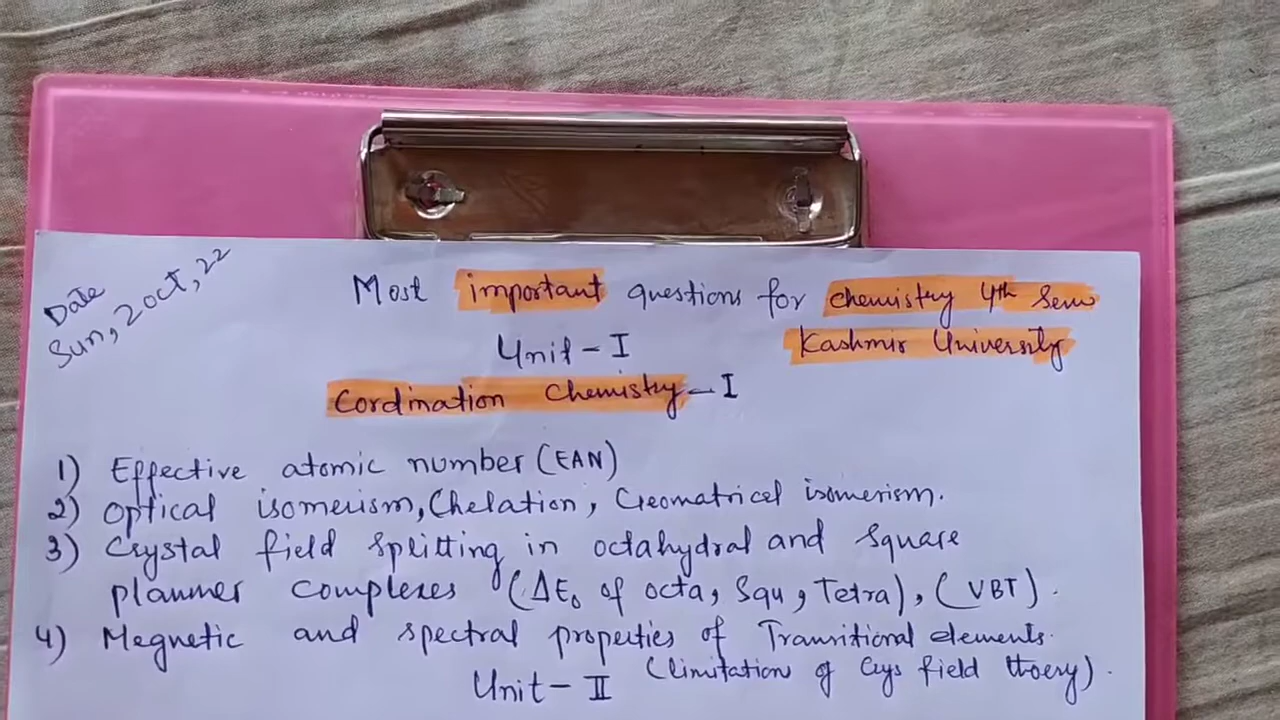 Date
Sun, 2 oct, 22
Most important questions for chemistry 4th Sem
Kashmir University
Unit - I
Cordination Chemistry - I
1) Effective atomic number (EAN)
2) Optical isomerism, Chelation, Geomatrical isomerism.
3) Crystal field splitting in octahydral and Square
planner complexes (ΔE₀ of octa, Squ, Tetra), (VBT).
4) Megnetic and spectral properties of Transitional elements.
(limitation of Crys field thoery).
Unit - II